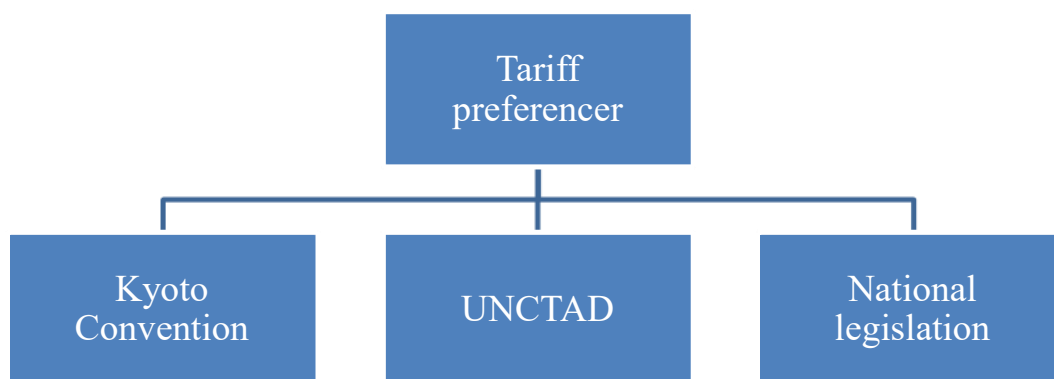 Tariff
preferencer
Kyoto
Convention
UNCTAD
National
legislation